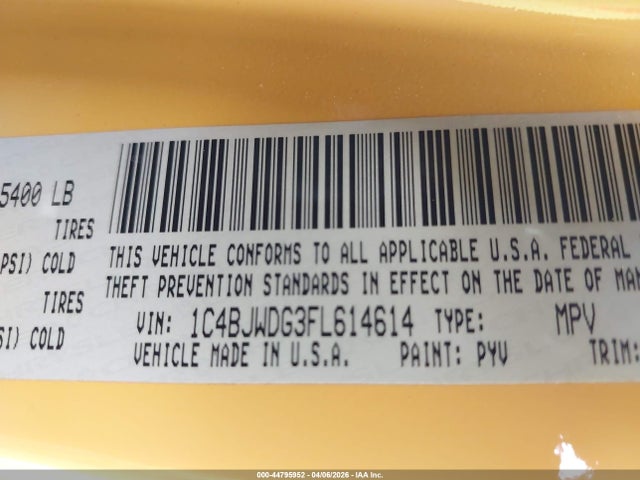 5400 LB
TIRES
PSI) COLD
TIRES
SI) COLD
THIS VEHICLE CONFORMS TO ALL APPLICABLE U.S.A. FEDERAL
THEFT PREVENTION STANDARDS IN EFFECT ON THE DATE OF MAN
VIN: 1C4BJWDG3FL614614 TYPE: MPV
VEHICLE MADE IN U.S.A. PAINT: PYV TRIM:
000-44795952 - 04/06/2026 - IAA Inc.